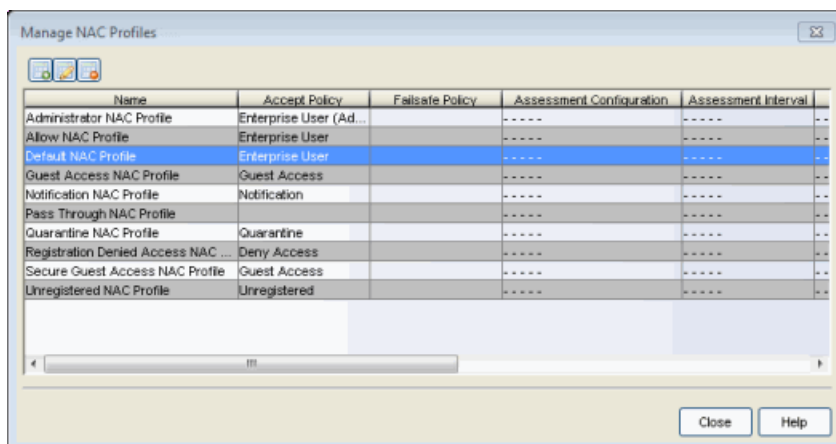 Manage NAC Profiles
Name Accept Policy Failsafe Policy Assessment Configuration Assessment Interval
Administrator NAC Profile Enterprise User (Ad... - - - - - - - - - - - -
Allow NAC Profile Enterprise User - - - - - - - - - - - -
Default NAC Profile Enterprise User - - - - - - - - - - - -
Guest Access NAC Profile Guest Access - - - - - - - - - - - -
Notification NAC Profile Notification - - - - - - - - - - - -
Pass Through NAC Profile - - - - - - - - - - - -
Quarantine NAC Profile Quarantine - - - - - - - - - - - -
Registration Denied Access NAC ... Deny Access - - - - - - - - - - - -
Secure Guest Access NAC Profile Guest Access - - - - - - - - - - - -
Unregistered NAC Profile Unregistered - - - - - - - - - - - -
Close Help